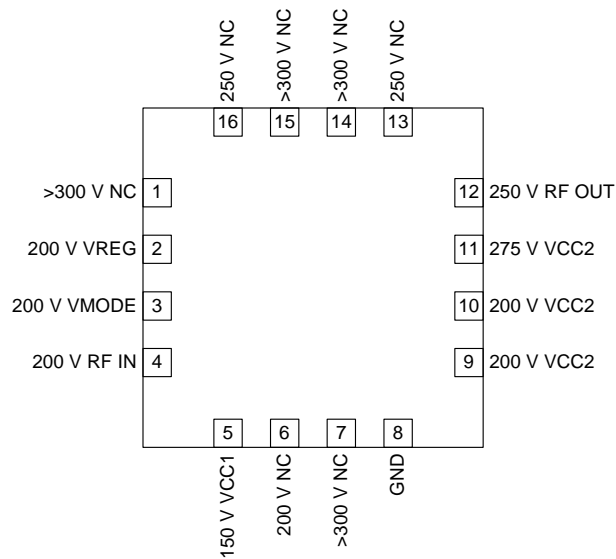 250 V NC
>300 V NC
>300 V NC
250 V NC
16
15
14
13
>300 V NC
1
12
250 V RF OUT
200 V VREG
2
11
275 V VCC2
200 V VMODE
3
10
200 V VCC2
200 V RF IN
4
9
200 V VCC2
5
6
7
8
150 V VCC1
200 V NC
>300 V NC
GND